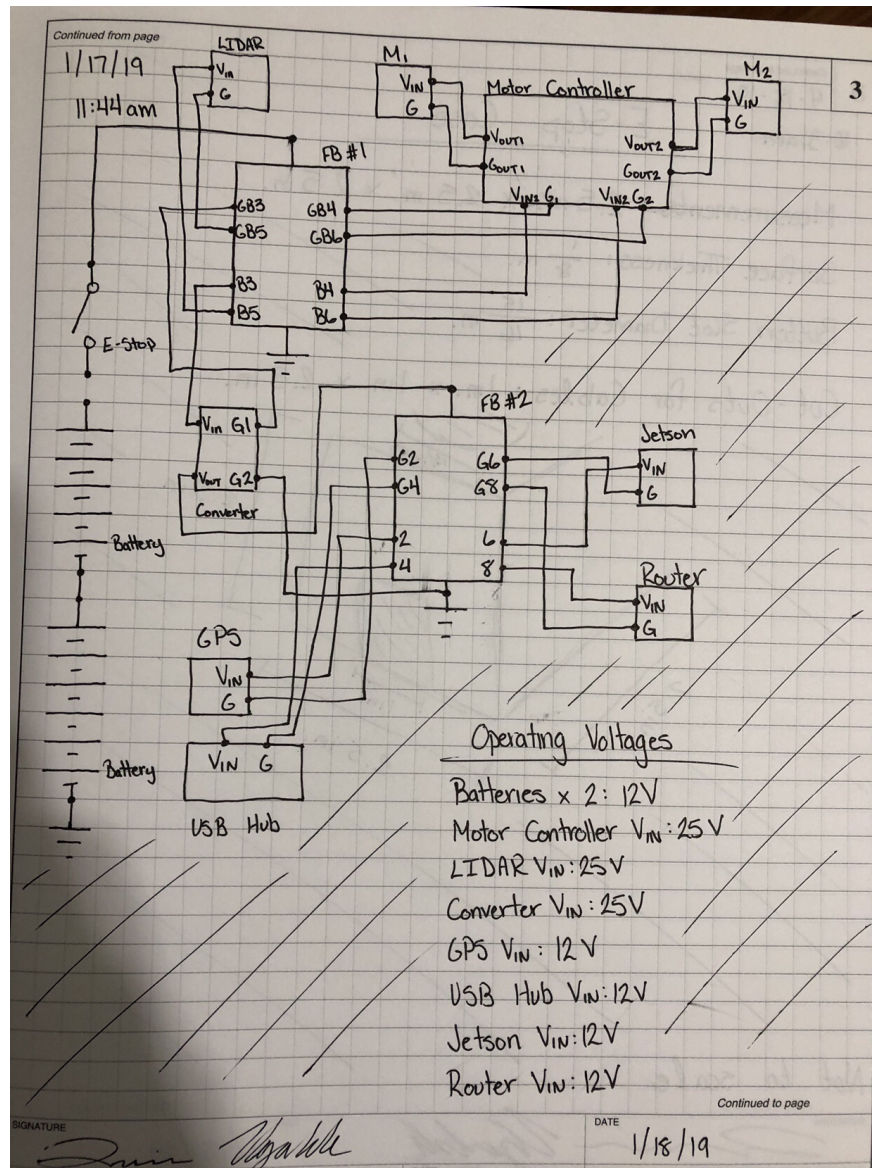 Continued from page
3
1/17/19
11:44 am
LIDAR
VIN
G
M1
VIN
G
Motor Controller
VOUT1
GOUT1
VOUT2
GOUT2
VIN2 G1 VIN2 G2
M2
VIN
G
FB #1
GB3
GB5
B3
B5
GB4
GB6
B4
B6
E-Stop
Vin G1
VOUT G2
Converter
FB #2
G2
G4
2
4
G6
G8
6
8
Jetson
VIN
G
Router
VIN
G
Battery
Battery
GPS
VIN
G
VIN G
USB Hub
Operating Voltages
Batteries x 2: 12V
Motor Controller VIN: 25V
LIDAR VIN: 25V
Converter VIN: 25V
GPS VIN: 12V
USB Hub VIN: 12V
Jetson VIN: 12V
Router VIN: 12V
Continued to page
SIGNATURE
DATE
1/18/19